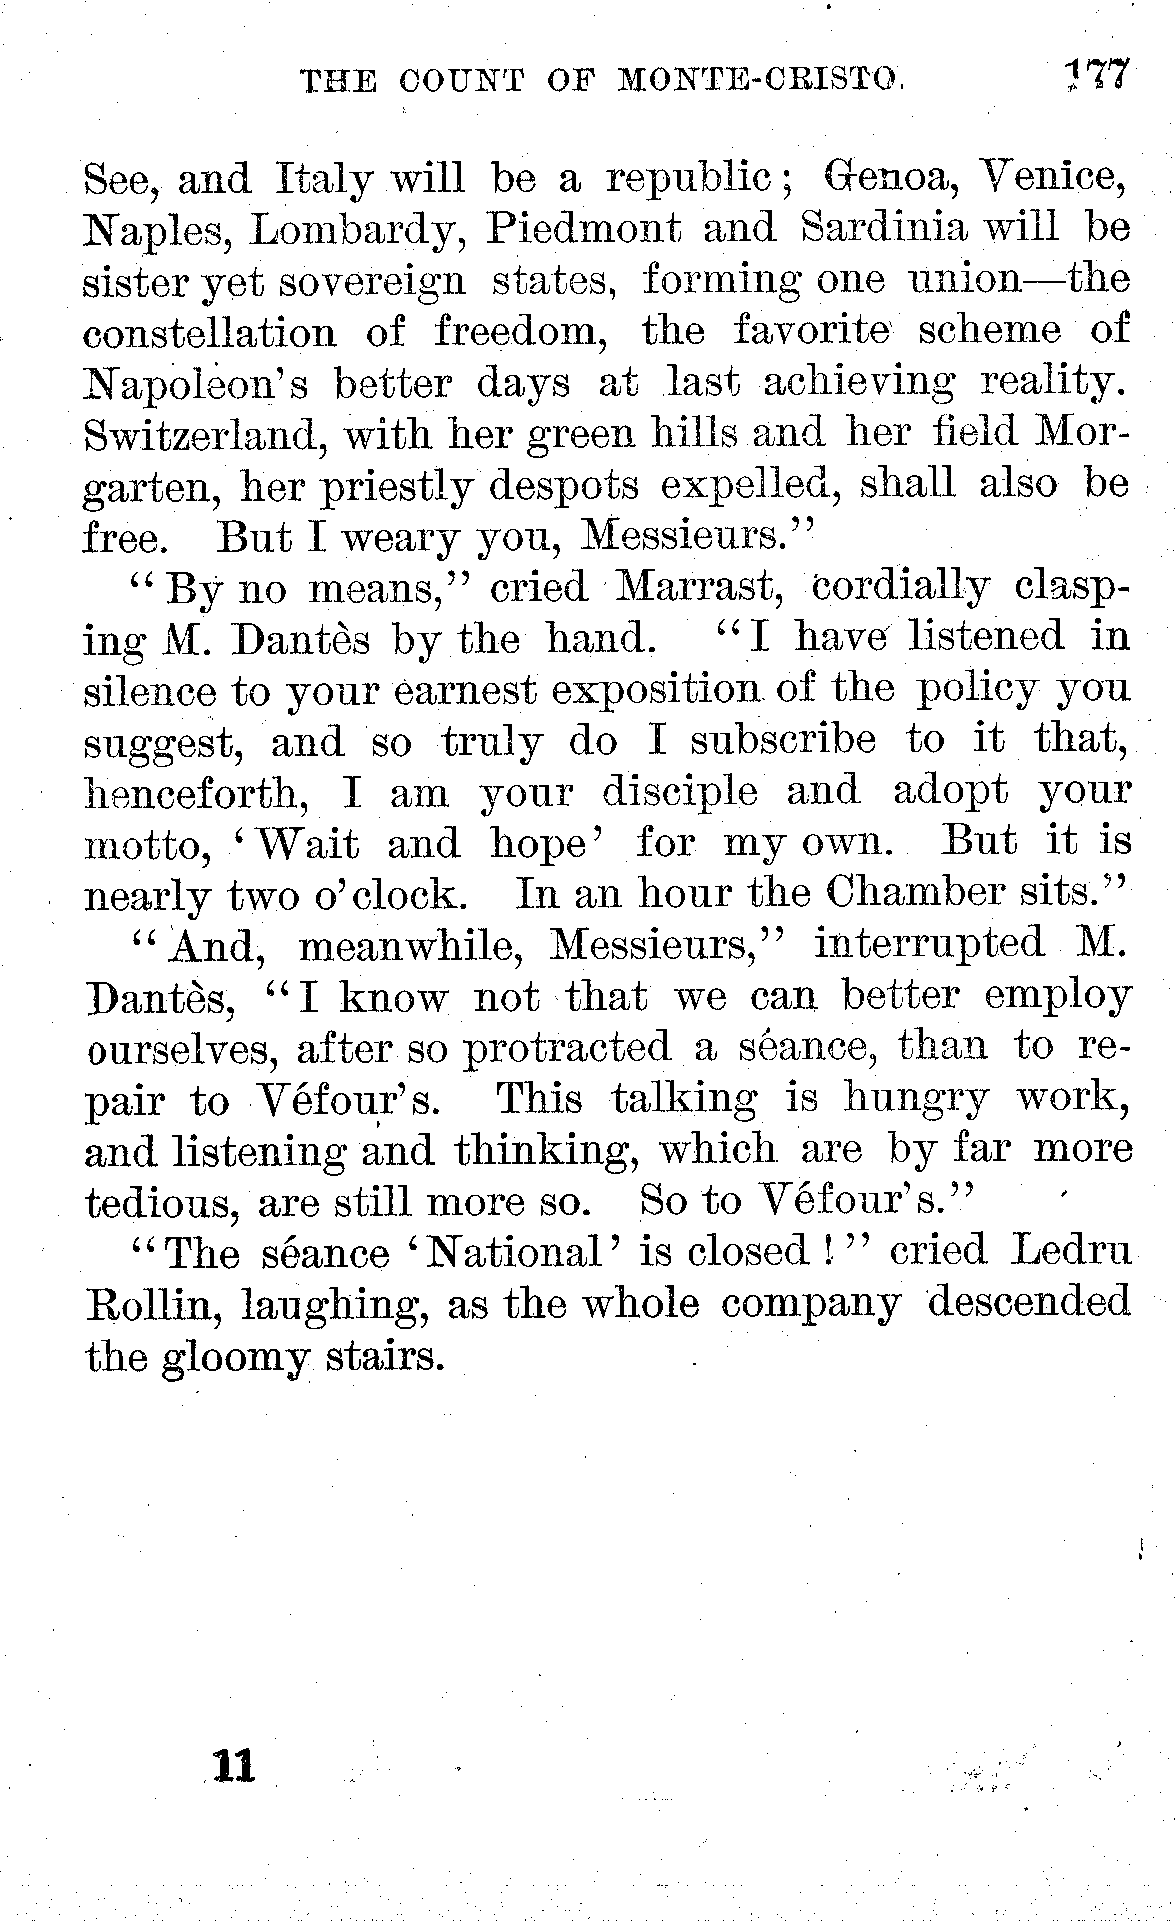 THE COUNT OF MONTE-CRISTO. 177
See, and Italy will be a republic; Genoa, Venice,
Naples, Lombardy, Piedmont and Sardinia will be
sister yet sovereign states, forming one union—the
constellation of freedom, the favorite scheme of
Napoleon's better days at last achieving reality.
Switzerland, with her green hills and her field Mor-
garten, her priestly despots expelled, shall also be
free. But I weary you, Messieurs."
"By no means," cried Marrast, cordially clasp-
ing M. Dantès by the hand. "I have listened in
silence to your earnest exposition of the policy you
suggest, and so truly do I subscribe to it that,
henceforth, I am your disciple and adopt your
motto, 'Wait and hope' for my own. But it is
nearly two o'clock. In an hour the Chamber sits."
"And, meanwhile, Messieurs," interrupted M.
Dantès, "I know not that we can better employ
ourselves, after so protracted a séance, than to re-
pair to Véfour's. This talking is hungry work,
and listening and thinking, which are by far more
tedious, are still more so. So to Véfour's."
"The séance 'National' is closed!" cried Ledru
Rollin, laughing, as the whole company descended
the gloomy stairs.
11